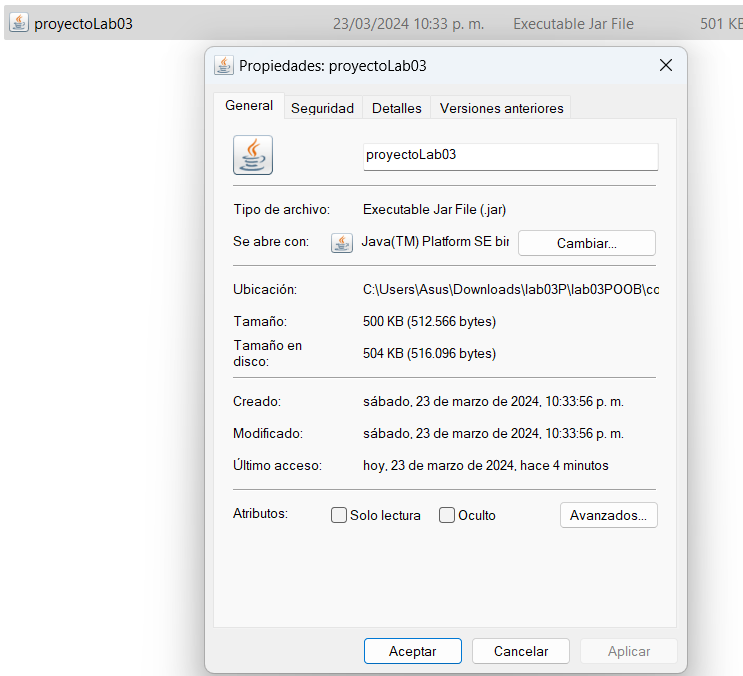 proyectoLab03 23/03/2024 10:33 p. m. Executable Jar File 501 KB
Propiedades: proyectoLab03
General Seguridad Detalles Versiones anteriores
proyectoLab03
Tipo de archivo: Executable Jar File (.jar)
Se abre con: Java(TM) Platform SE bin Cambiar...
Ubicación: C:\Users\Asus\Downloads\lab03P\lab03POOB\co
Tamaño: 500 KB (512.566 bytes)
Tamaño en
disco: 504 KB (516.096 bytes)
Creado: sábado, 23 de marzo de 2024, 10:33:56 p. m.
Modificado: sábado, 23 de marzo de 2024, 10:33:56 p. m.
Último acceso: hoy, 23 de marzo de 2024, hace 4 minutos
Atributos: Solo lectura Oculto Avanzados...
Aceptar Cancelar Aplicar